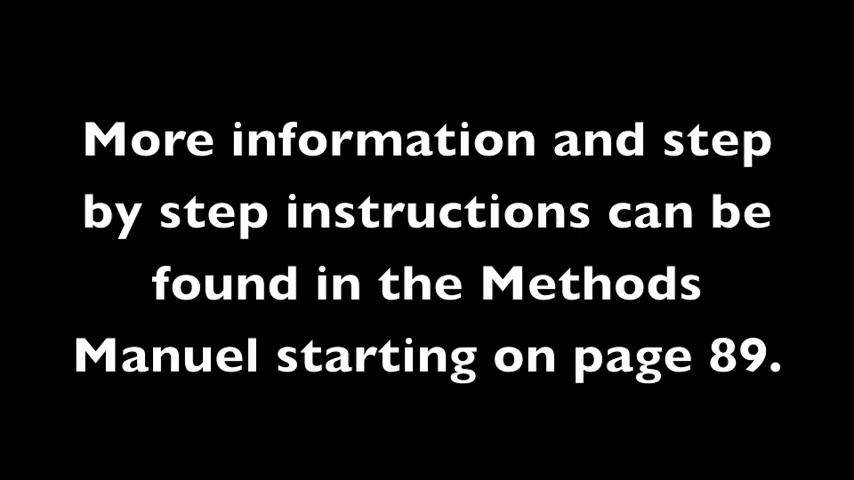 More information and step
by step instructions can be
found in the Methods
Manuel starting on page 89.